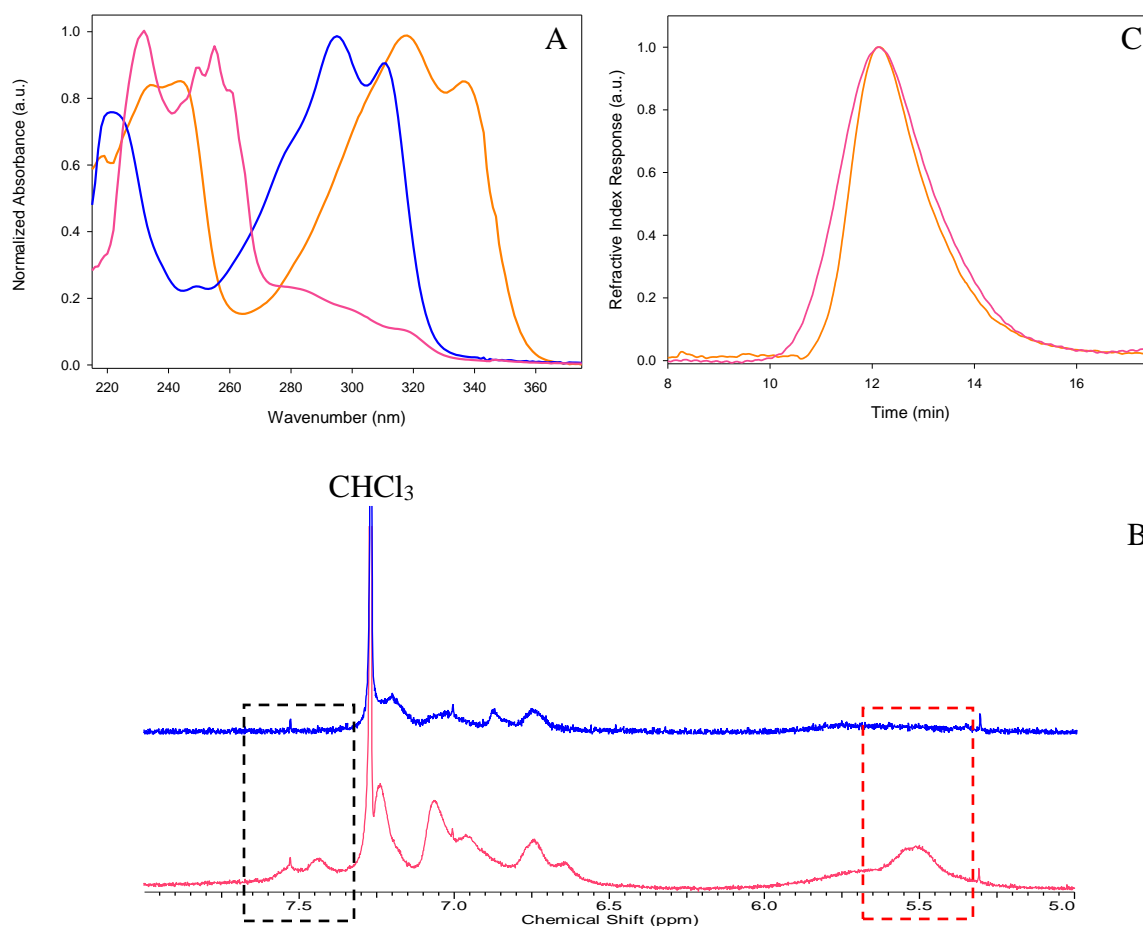 A
Normalized Absorbance (a.u.)
1.0
0.8
0.6
0.4
0.2
0.0
220 240 260 280 300 320 340 360
Wavenumber (nm)
C
Refractive Index Response (a.u.)
1.0
0.8
0.6
0.4
0.2
0.0
8 10 12 14 16
Time (min)
CHCl3
B
7.5 7.0 6.5 6.0 5.5 5.0
Chemical Shift (ppm)